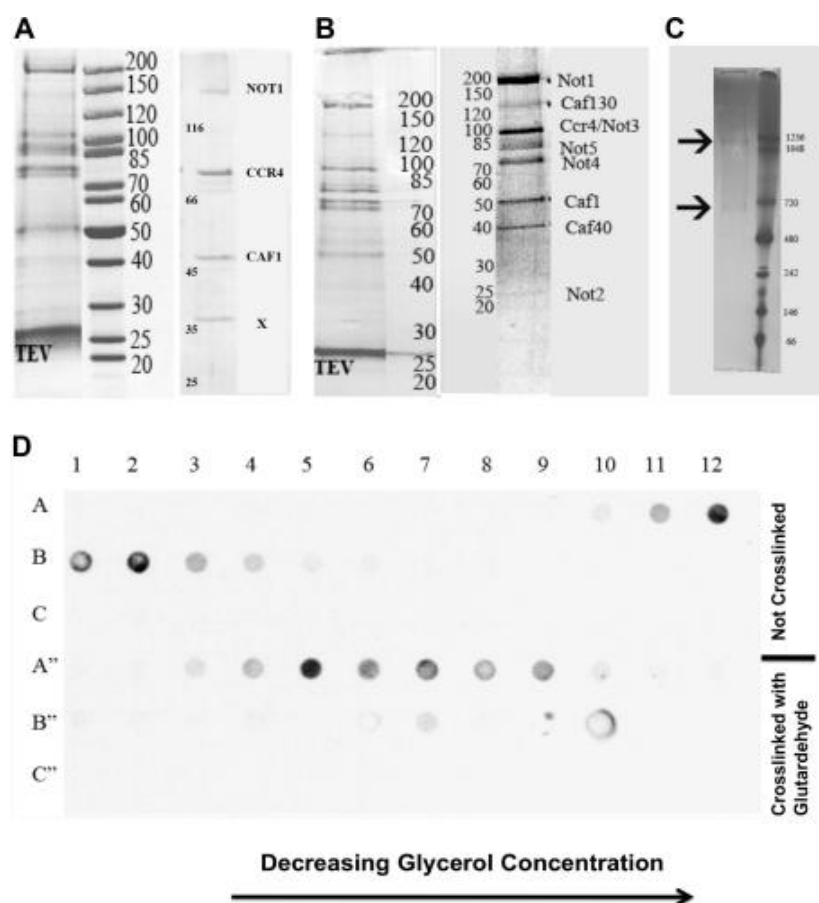 A
200
150
120
100
85
70
60
50
40
30
25
20
TEV
NOT1
116
CCR4
66
CAF1
45
X
35
25
B
200
150
120
100
85
70
60
50
40
30
25
20
TEV
200
150
120
100
85
70
60
50
40
30
25
20
Not1
Caf130
Ccr4/Not3
Not5
Not4
Caf1
Caf40
Not2
C
1236
1048
720
480
242
146
66
D
1 2 3 4 5 6 7 8 9 10 11 12
A
B
C
A”
B”
C”
Not Crosslinked
Crosslinked with
Glutardehyde
Decreasing Glycerol Concentration